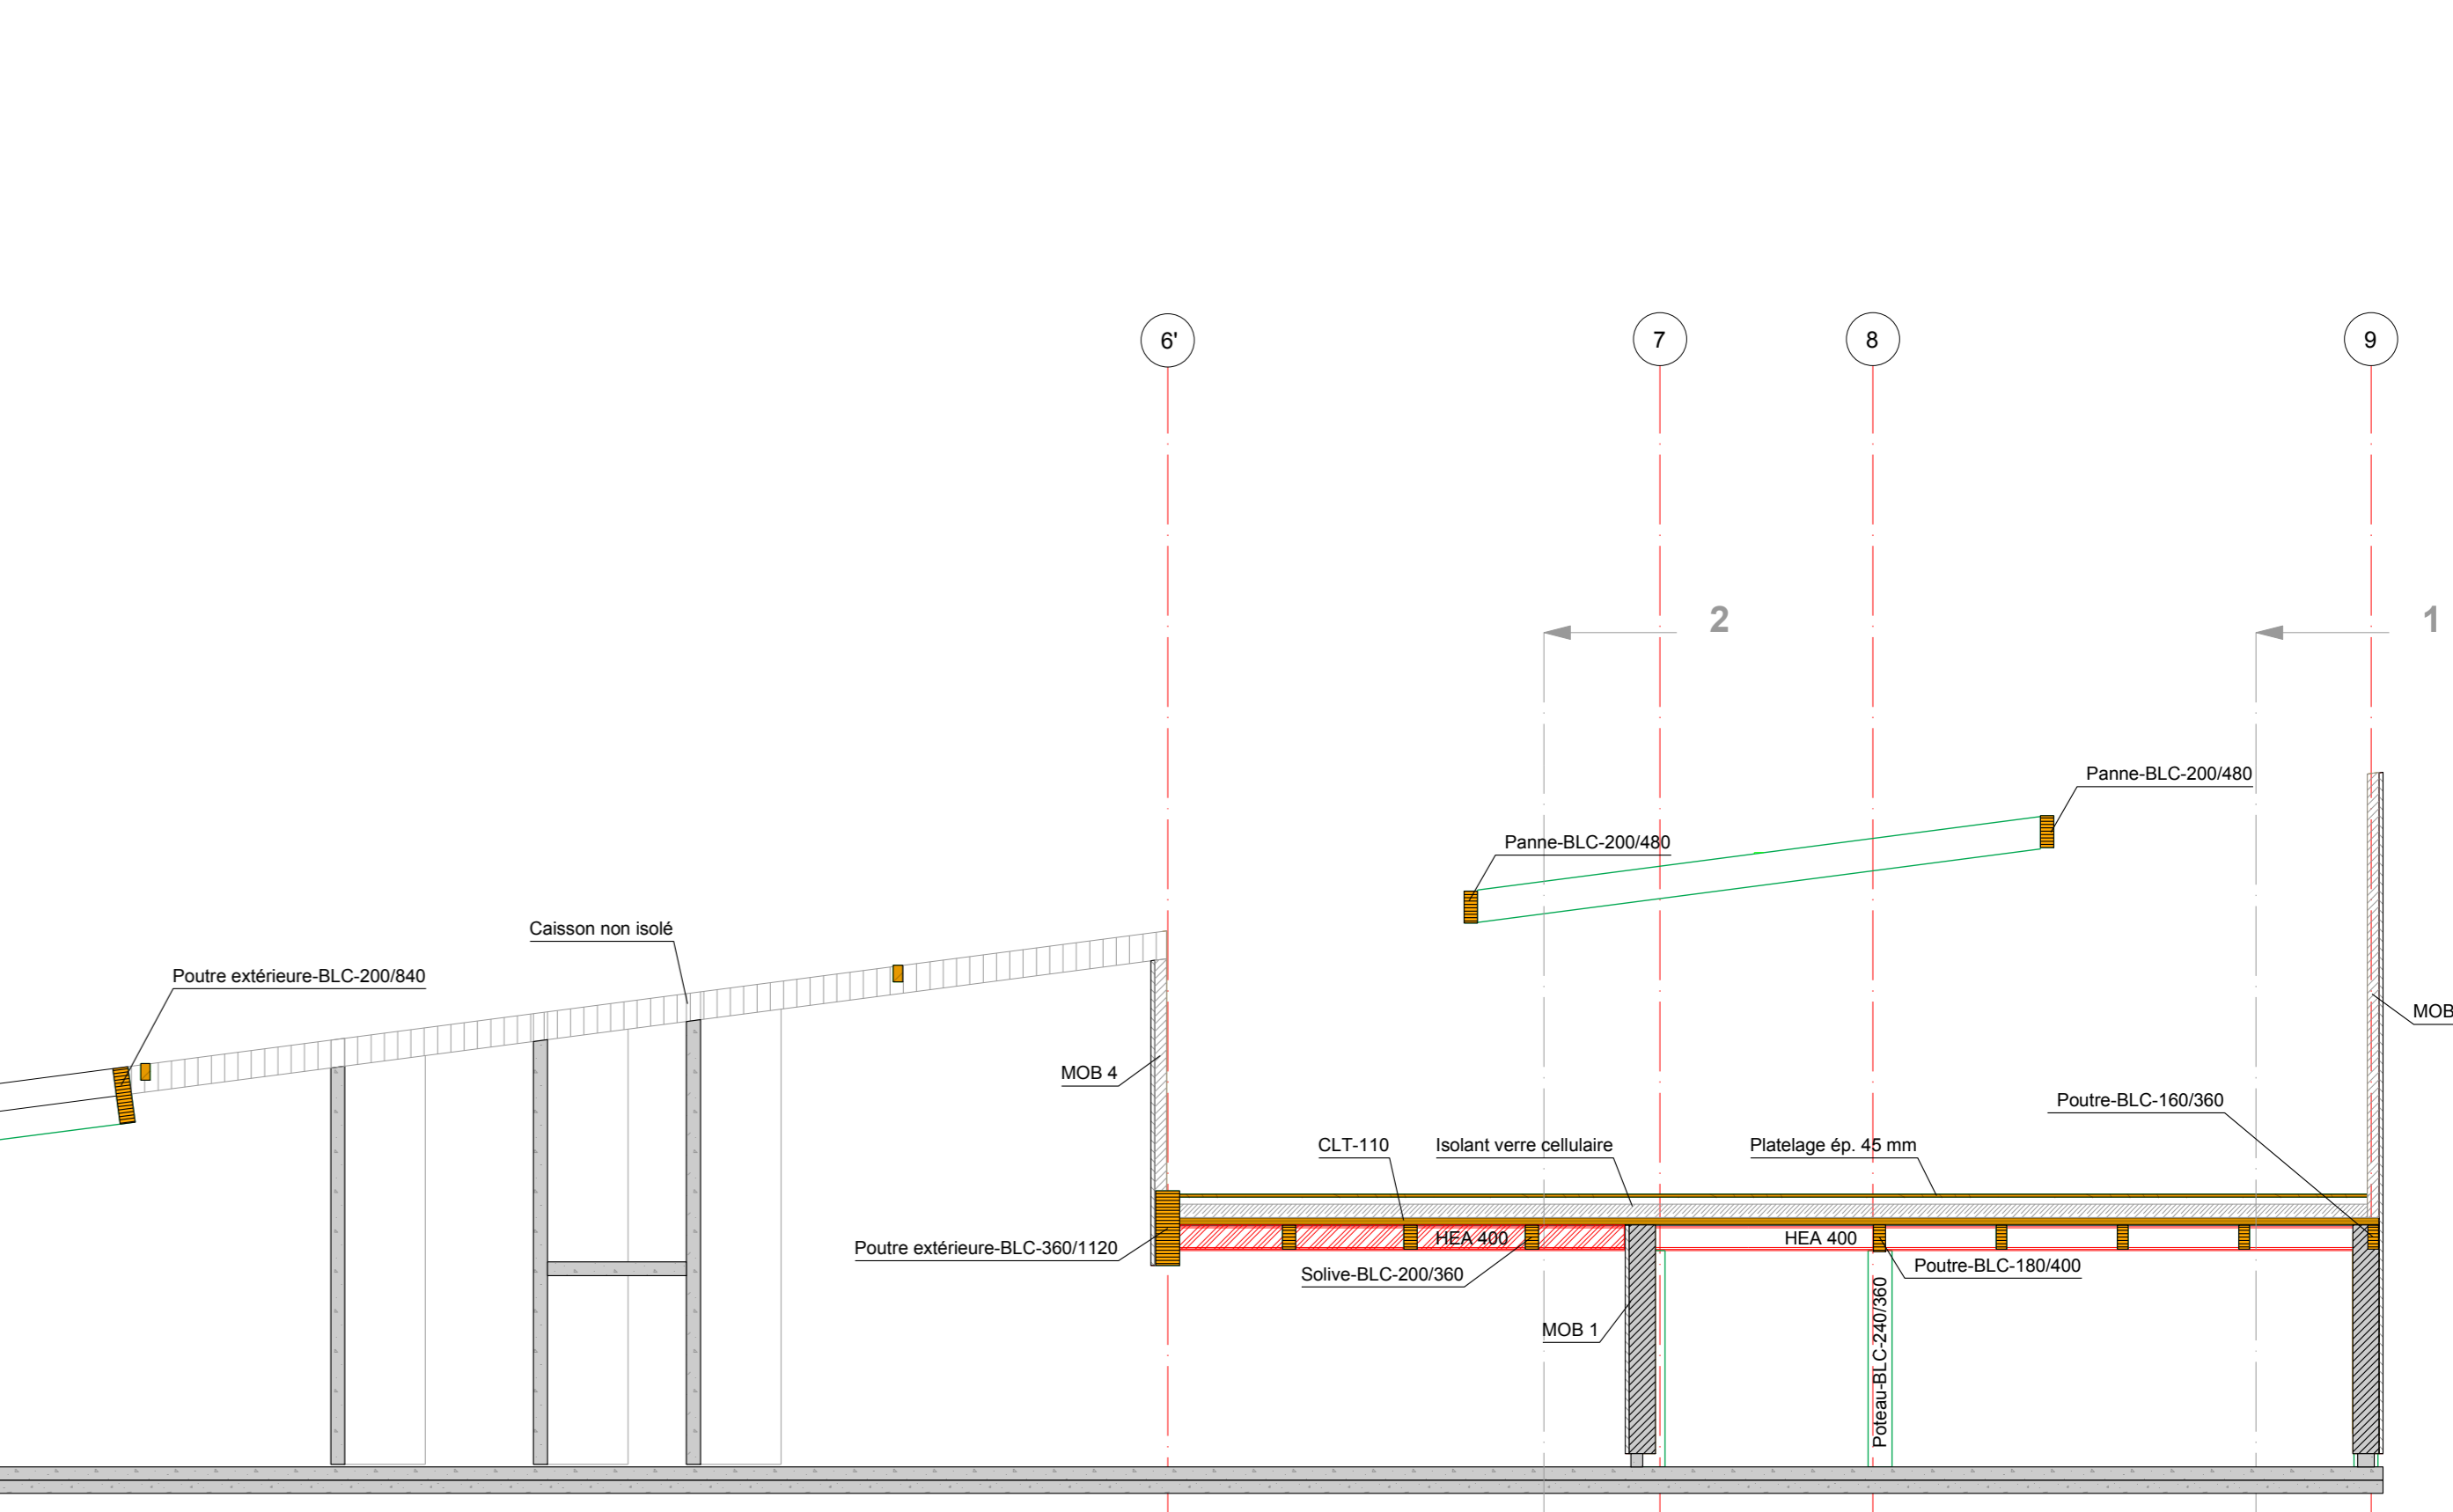 6'
7
8
9
2
1
Panne-BLC-200/480
Panne-BLC-200/480
Caisson non isolé
Poutre extérieure-BLC-200/840
MOB
MOB 4
Poutre-BLC-160/360
CLT-110
Isolant verre cellulaire
Platelage ép. 45 mm
HEA 400
HEA 400
Poutre extérieure-BLC-360/1120
Solive-BLC-200/360
Poutre-BLC-180/400
MOB 1
Poteau-BLC-240/360